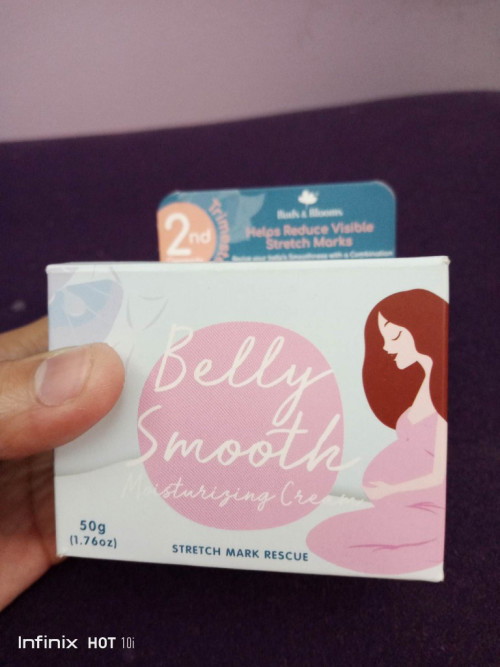 2nd
Trimester
Buds & Blooms
Helps Reduce Visible
Stretch Marks
Belly
Smooth
Moisturizing Cream
50g
(1.76oz)
STRETCH MARK RESCUE
Infinix HOT 10i